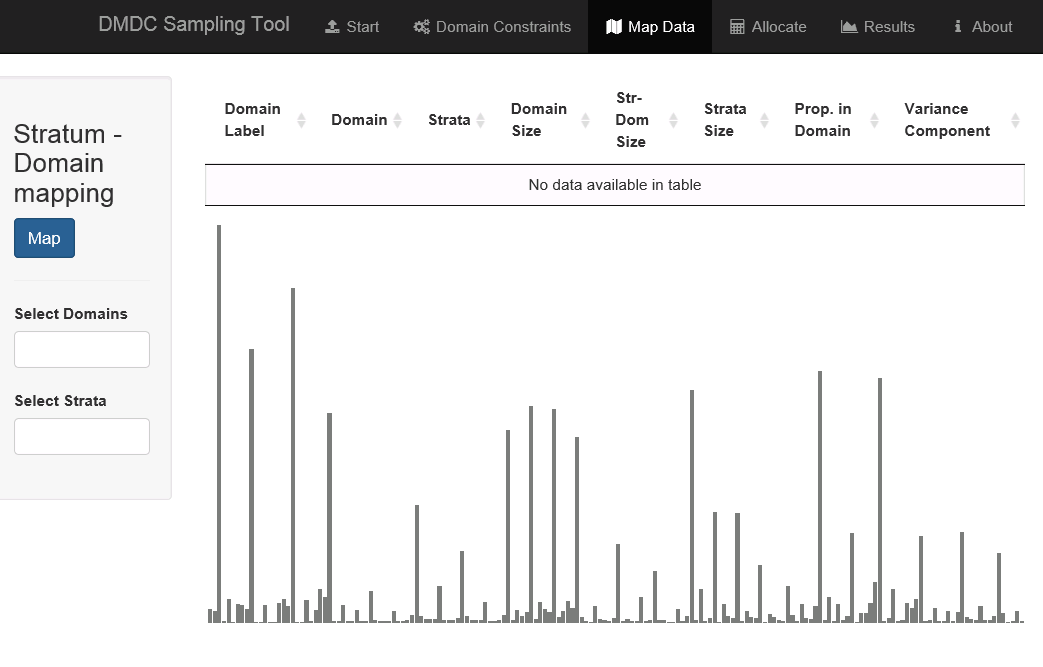 DMDC Sampling Tool Start Domain Constraints Map Data Allocate Results About
Stratum -
Domain
mapping
Map
Select Domains
Select Strata
Domain
Label
Domain
Strata
Domain
Size
Str-
Dom
Size
Strata
Size
Prop. in
Domain
Variance
Component
No data available in table